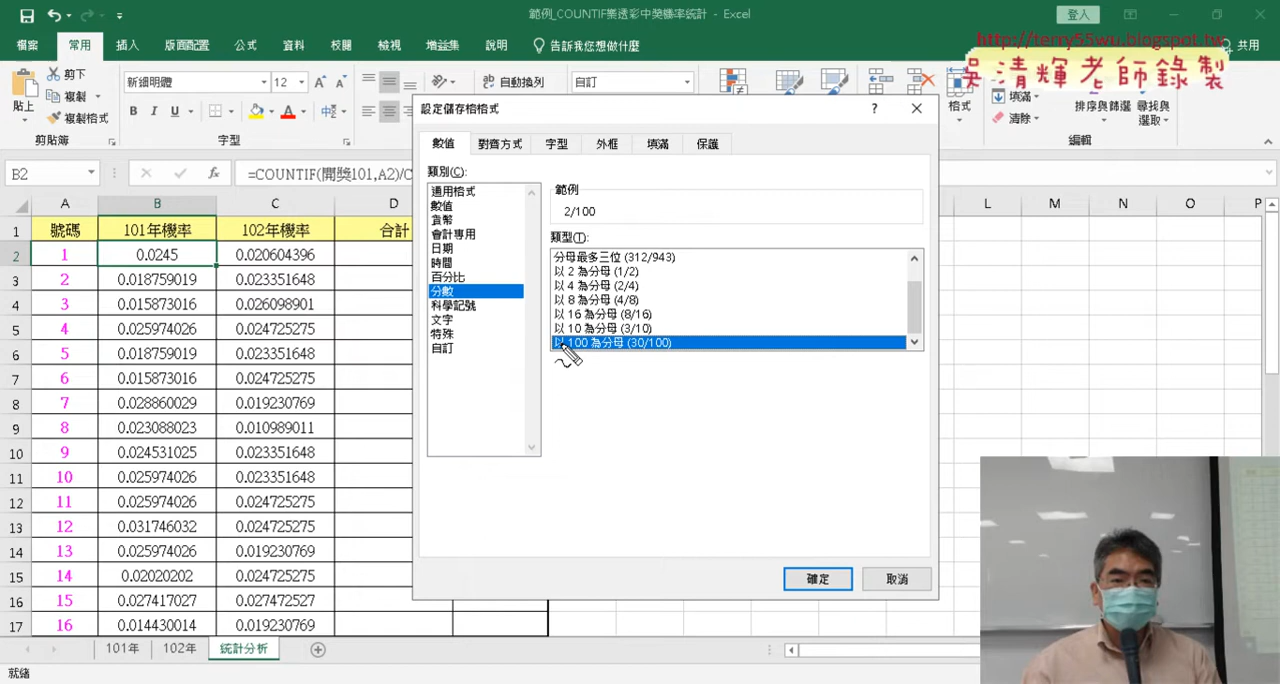 範例_COUNTIF樂透彩中獎機率統計 - Excel
登入
檔案 常用 插入 版面配置 公式 資料 校閱 檢視 增益集 說明 告訴我您想做什麼 共用
http://terry55wu.blogspot.tw
吳清輝老師錄製
貼上 剪下 複製 複製格式 剪貼簿
新細明體 12 B I U 字型
自動換列 自訂
格式 填滿 清除 排序與篩選 尋找與選取 編輯
B2 fx =COUNTIF(開獎101,A2)/C
設定儲存格格式 ?
數值 對齊方式 字型 外框 填滿 保護
類別(C):
通用格式
數值
貨幣
會計專用
日期
時間
百分比
分數
科學記號
文字
特殊
自訂
範例
2/100
類型(T):
分母最多三位 (312/943)
以 2 為分母 (1/2)
以 4 為分母 (2/4)
以 8 為分母 (4/8)
以 16 為分母 (8/16)
以 10 為分母 (3/10)
以 100 為分母 (30/100)
確定 取消
A B C D L M N O P
1 號碼 101年機率 102年機率 合計
2 1 0.0245 0.020604396
3 2 0.018759019 0.023351648
4 3 0.015873016 0.026098901
5 4 0.025974026 0.024725275
6 5 0.018759019 0.023351648
7 6 0.015873016 0.024725275
8 7 0.028860029 0.019230769
9 8 0.023088023 0.010989011
10 9 0.024531025 0.023351648
11 10 0.025974026 0.023351648
12 11 0.025974026 0.024725275
13 12 0.031746032 0.024725275
14 13 0.025974026 0.019230769
15 14 0.02020202 0.024725275
16 15 0.027417027 0.027472527
17 16 0.014430014 0.019230769
101年 102年 統計分析
就緒